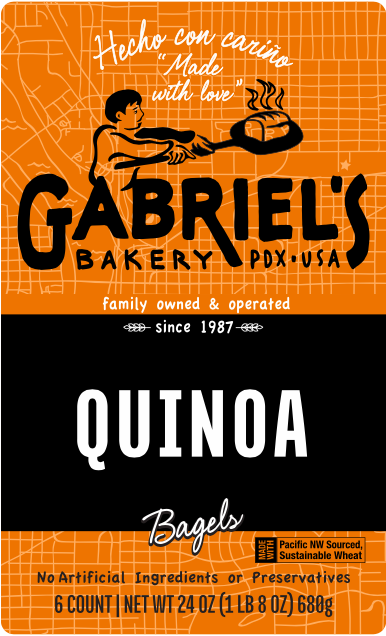 Hecho con cariño
"Made
with love"
GABRIEL'S
BAKERY PDX•USA
family owned & operated
since 1987
QUINOA
Bagels
MADE WITH
Pacific NW Sourced,
Sustainable Wheat
No Artificial Ingredients or Preservatives
6 COUNT | NET WT 24 OZ (1 LB 8 OZ) 680g